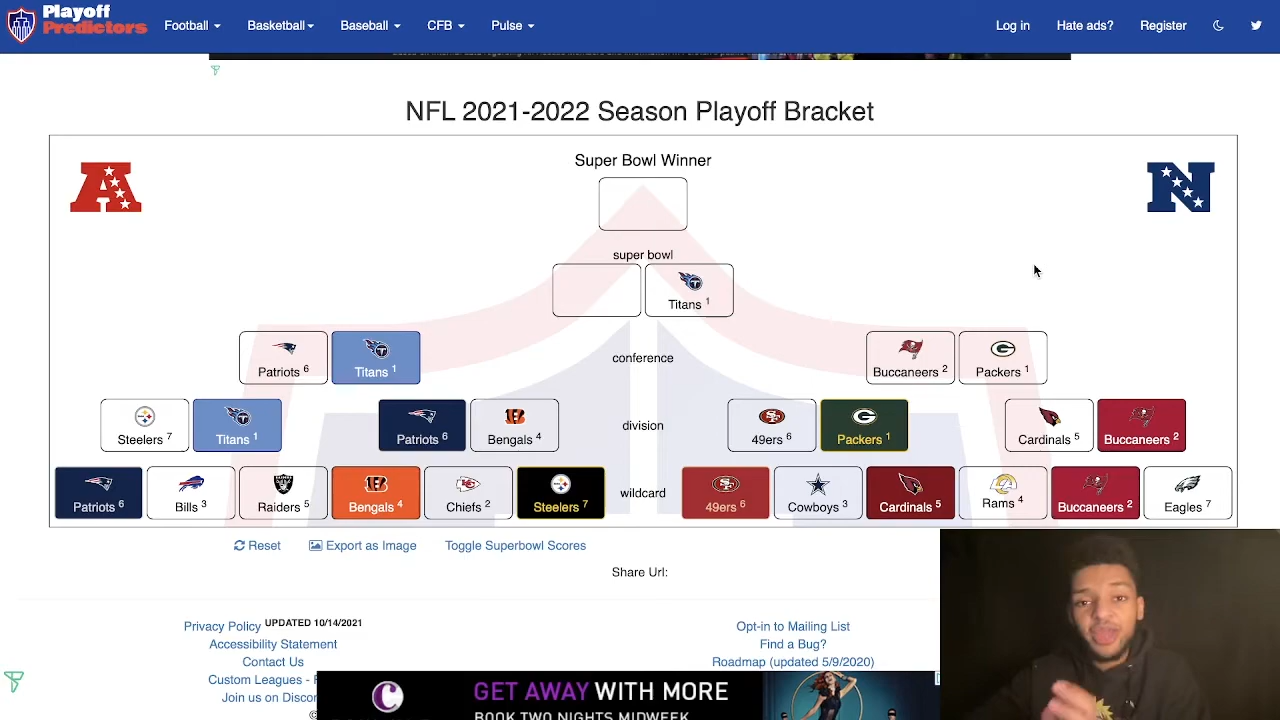 Playoff
Predictors
Football
Basketball
Baseball
CFB
Pulse
Log in
Hate ads?
Register
NFL 2021-2022 Season Playoff Bracket
A
N
Super Bowl Winner
super bowl
Titans 1
conference
Patriots 6
Titans 1
Buccaneers 2
Packers 1
division
Steelers 7
Titans 1
Patriots 6
Bengals 4
49ers 6
Packers 1
Cardinals 5
Buccaneers 2
wildcard
Patriots 6
Bills 3
Raiders 5
Bengals 4
Chiefs 2
Steelers 7
49ers 6
Cowboys 3
Cardinals 5
Rams 4
Buccaneers 2
Eagles 7
Reset
Export as Image
Toggle Superbowl Scores
Share Url:
Privacy Policy UPDATED 10/14/2021
Accessibility Statement
Contact Us
Custom Leagues -
Join us on Discor
Opt-in to Mailing List
Find a Bug?
Roadmap (updated 5/9/2020)
GET AWAY WITH MORE
BOOK TWO NIGHTS MIDWEEK